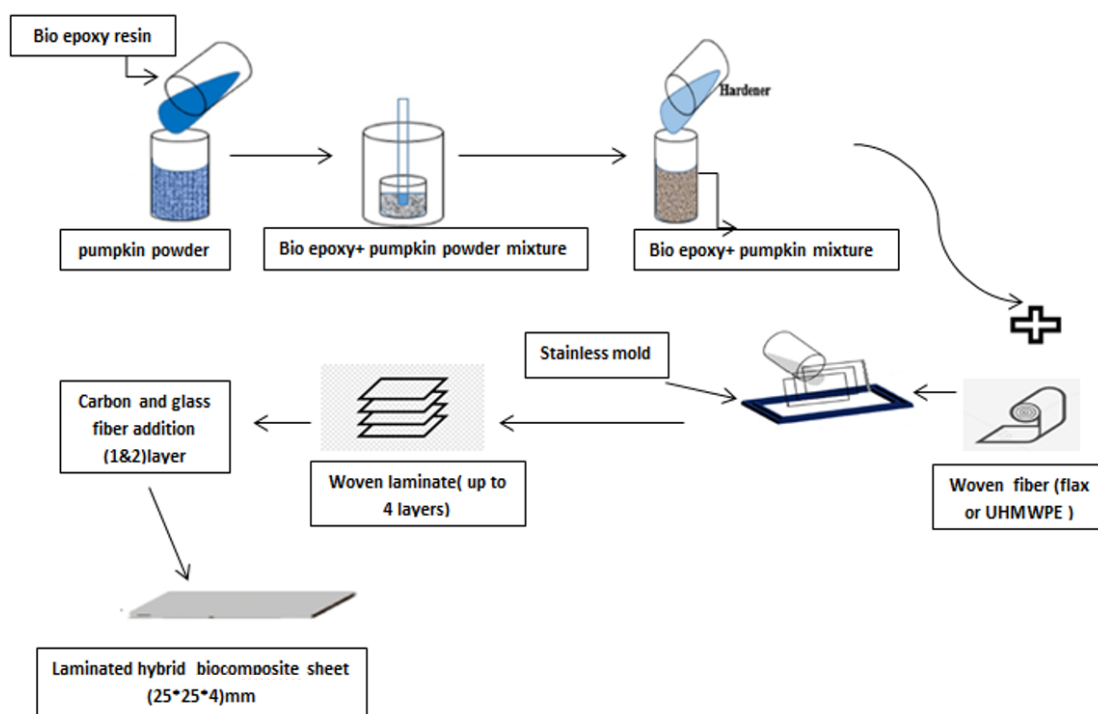 Bio epoxy resin
Hardener
pumpkin powder
Bio epoxy+ pumpkin powder mixture
Bio epoxy+ pumpkin mixture
Stainless mold
Carbon and glass
fiber addition
(1&2)layer
Woven laminate( up to
4 layers)
Woven fiber (flax
or UHMWPE )
Laminated hybrid biocomposite sheet
(25*25*4)mm